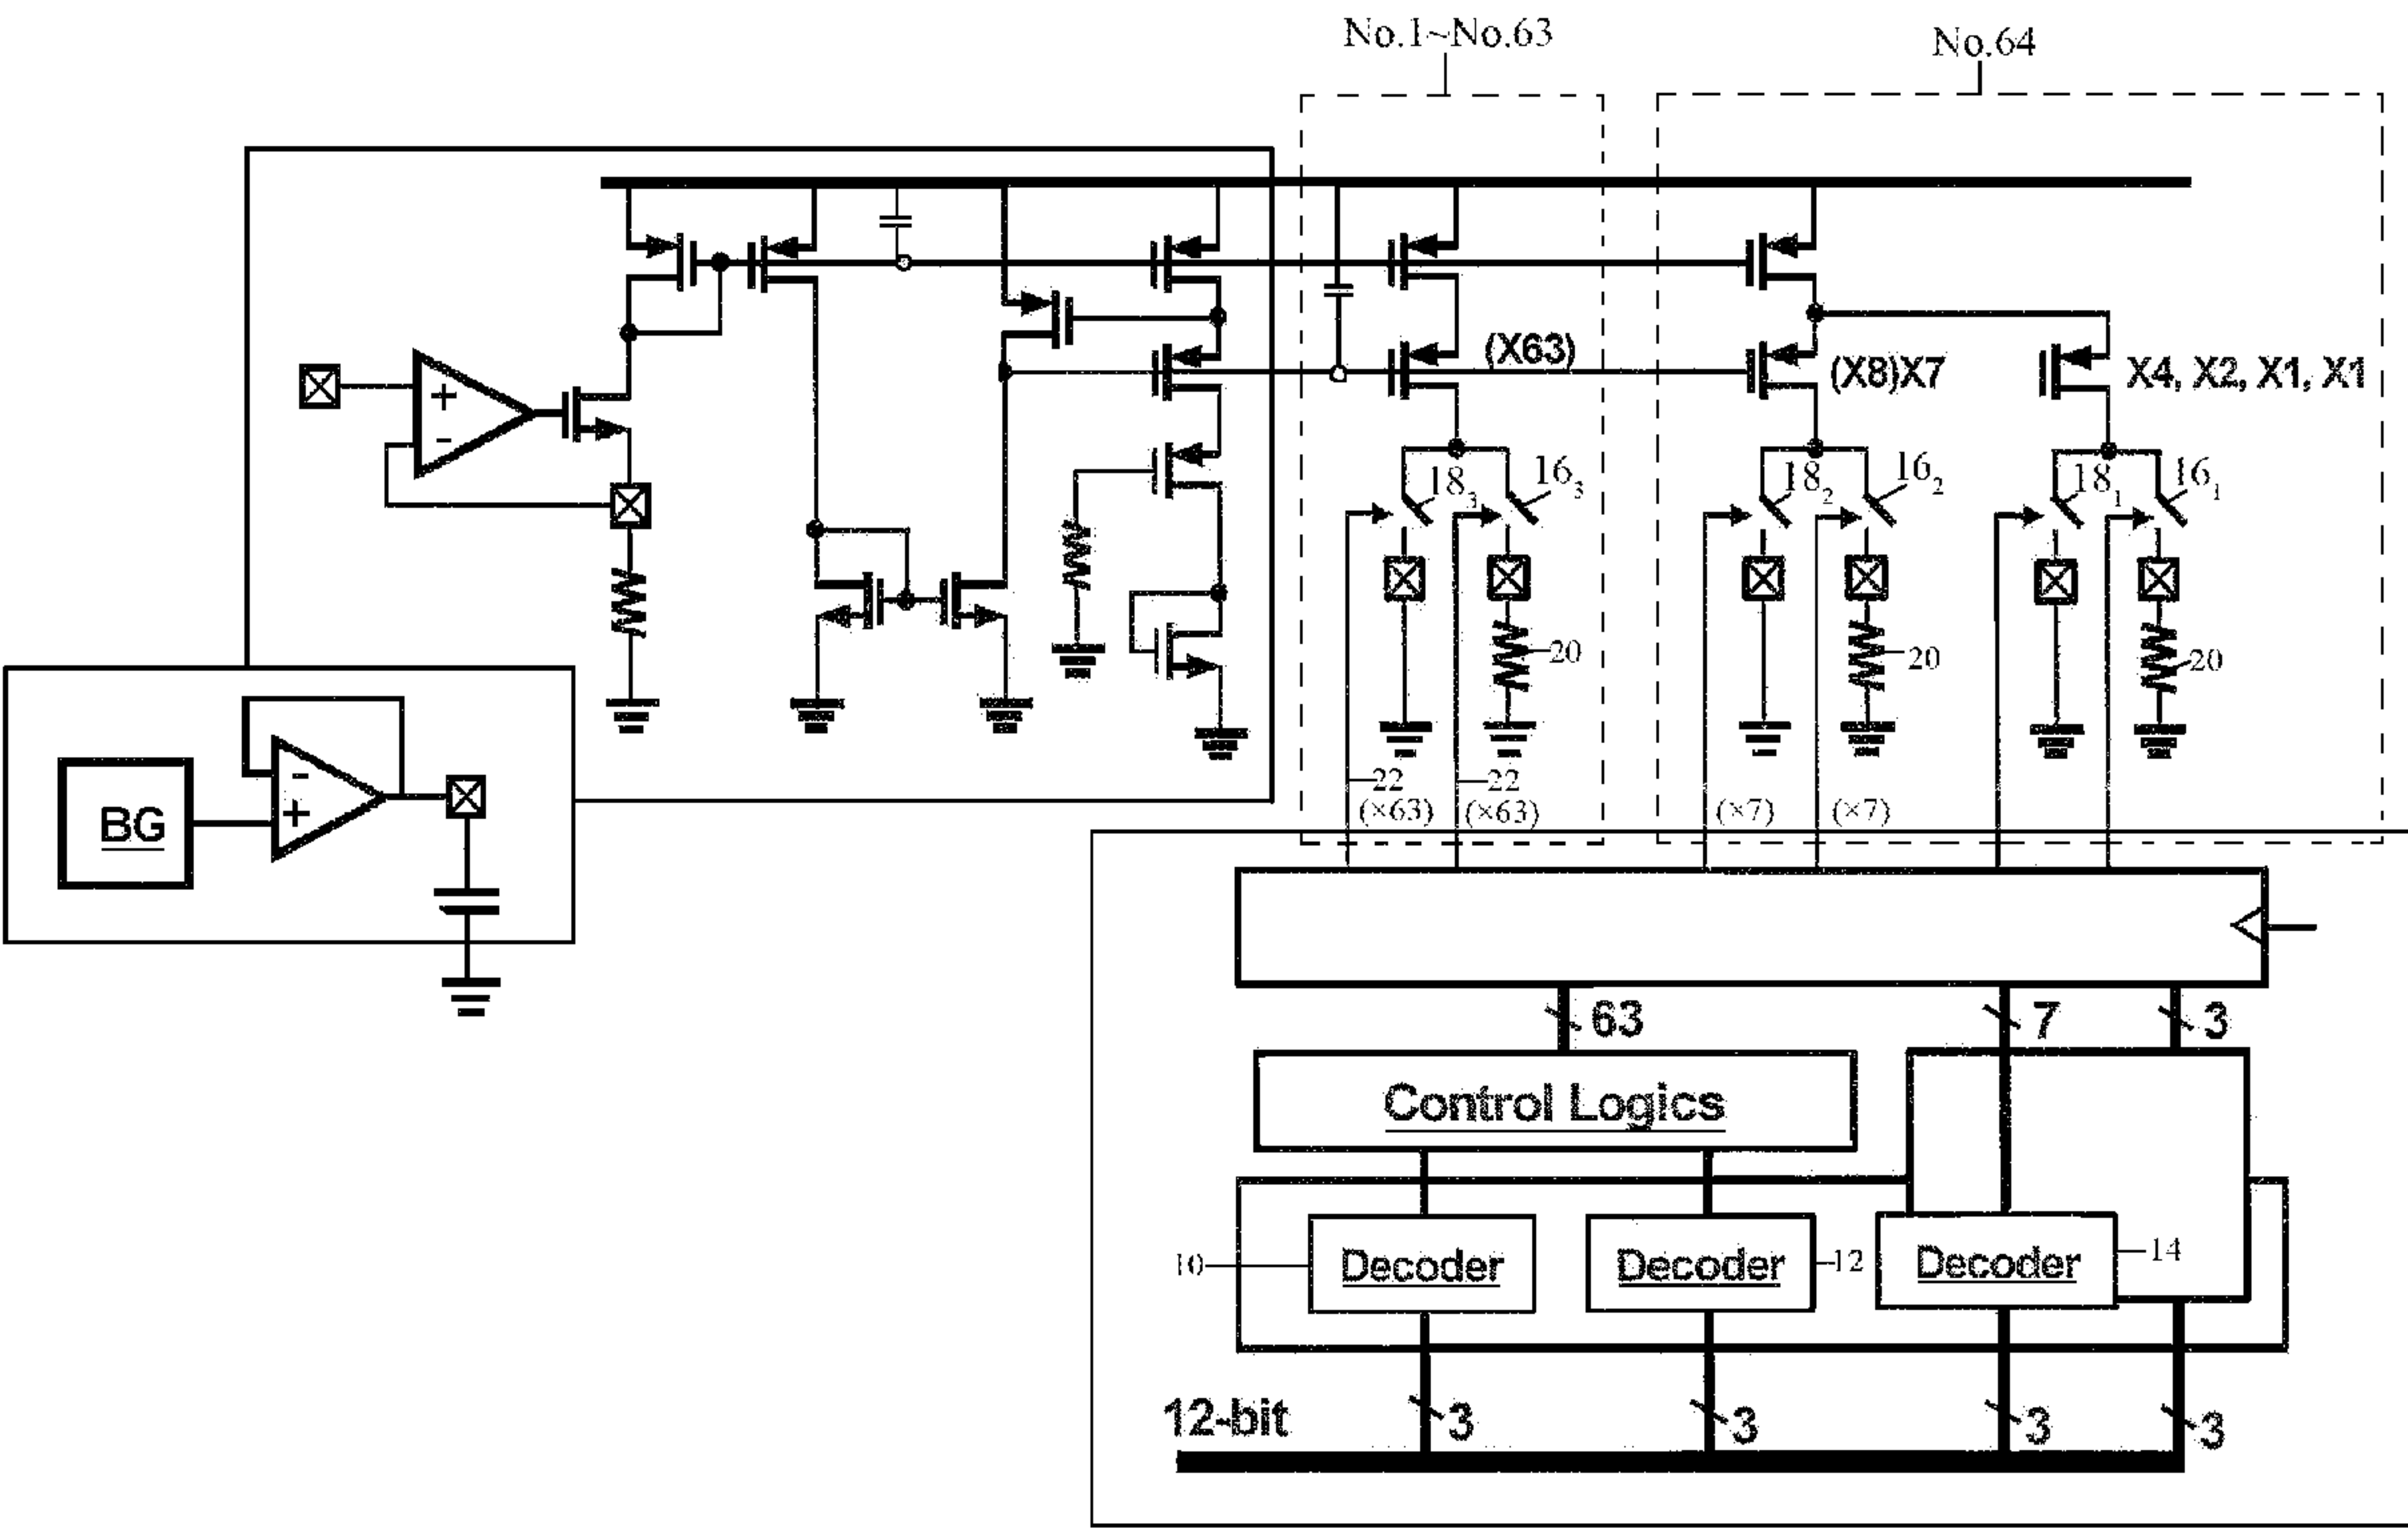 No.1~No.63
No.64
(X63)
(X8)X7
X4, X2, X1, X1
+
-
18₃
16₃
18₂
16₂
18₁
16₁
20
20
20
BG
-
+
22
(×63)
22
(×63)
(×7)
(×7)
63
7
3
Control Logics
10
Decoder
Decoder
12
Decoder
14
12-bit
3
3
3
3